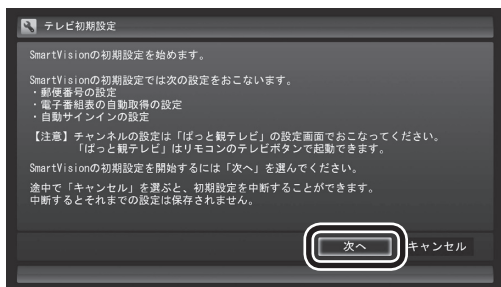 テレビ初期設定
SmartVisionの初期設定を始めます。
SmartVisionの初期設定では次の設定をおこないます。
・郵便番号の設定
・電子番組表の自動取得の設定
・自動サインインの設定
【注意】チャンネルの設定は「ぱっと観テレビ」の設定画面でおこなってください。
「ぱっと観テレビ」はリモコンのテレビボタンで起動できます。
SmartVisionの初期設定を開始するには「次へ」を選んでください。
途中で「キャンセル」を選ぶと、初期設定を中断することができます。
中断するとそれまでの設定は保存されません。
次へ キャンセル